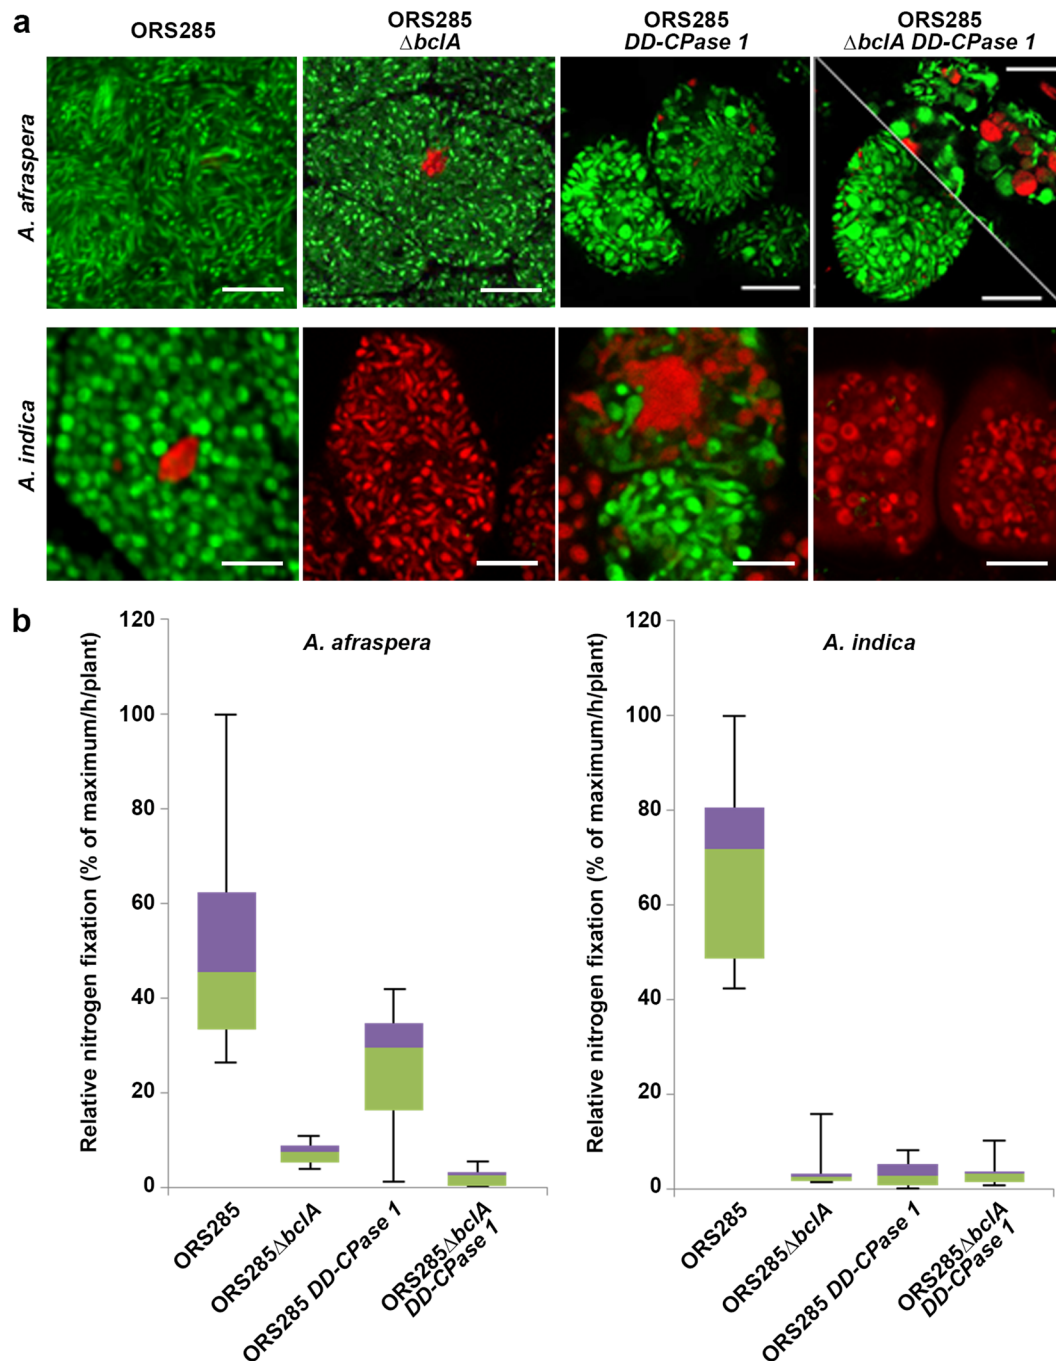 a
ORS285
ORS285
ΔbclA
ORS285
DD-CPase 1
ORS285
ΔbclA DD-CPase 1
A. afraspera
A. indica
b
Relative nitrogen fixation (% of maximum/h/plant)
120
100
80
60
40
20
0
A. afraspera
ORS285
ORS285ΔbclA
ORS285 DD-CPase 1
ORS285ΔbclA
DD-CPase 1
Relative nitrogen fixation (% of maximum/h/plant)
120
100
80
60
40
20
0
A. indica
ORS285
ORS285ΔbclA
ORS285 DD-CPase 1
ORS285ΔbclA
DD-CPase 1